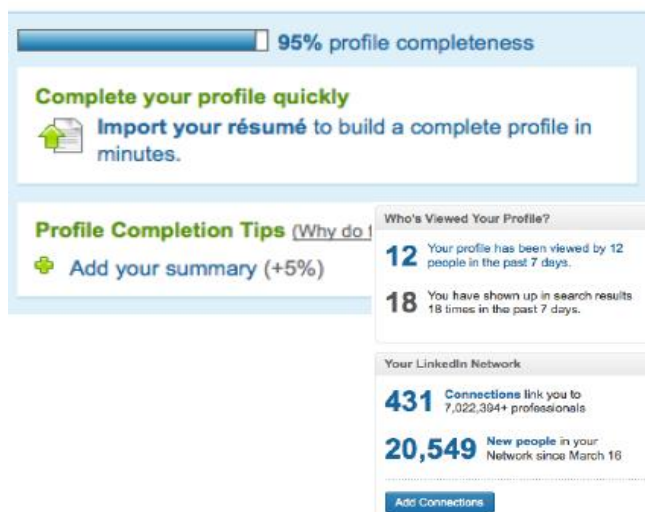 95% profile completeness
Complete your profile quickly
Import your résumé to build a complete profile in
minutes.
Profile Completion Tips (Why do
Add your summary (+5%)
Who's Viewed Your Profile?
12 Your profile has been viewed by 12
people in the past 7 days.
18 You have shown up in search results
18 times in the past 7 days.
Your LinkedIn Network
431 Connections link you to
7,022,394+ professionals
20,549 New people in your
Network since March 16
Add Connections